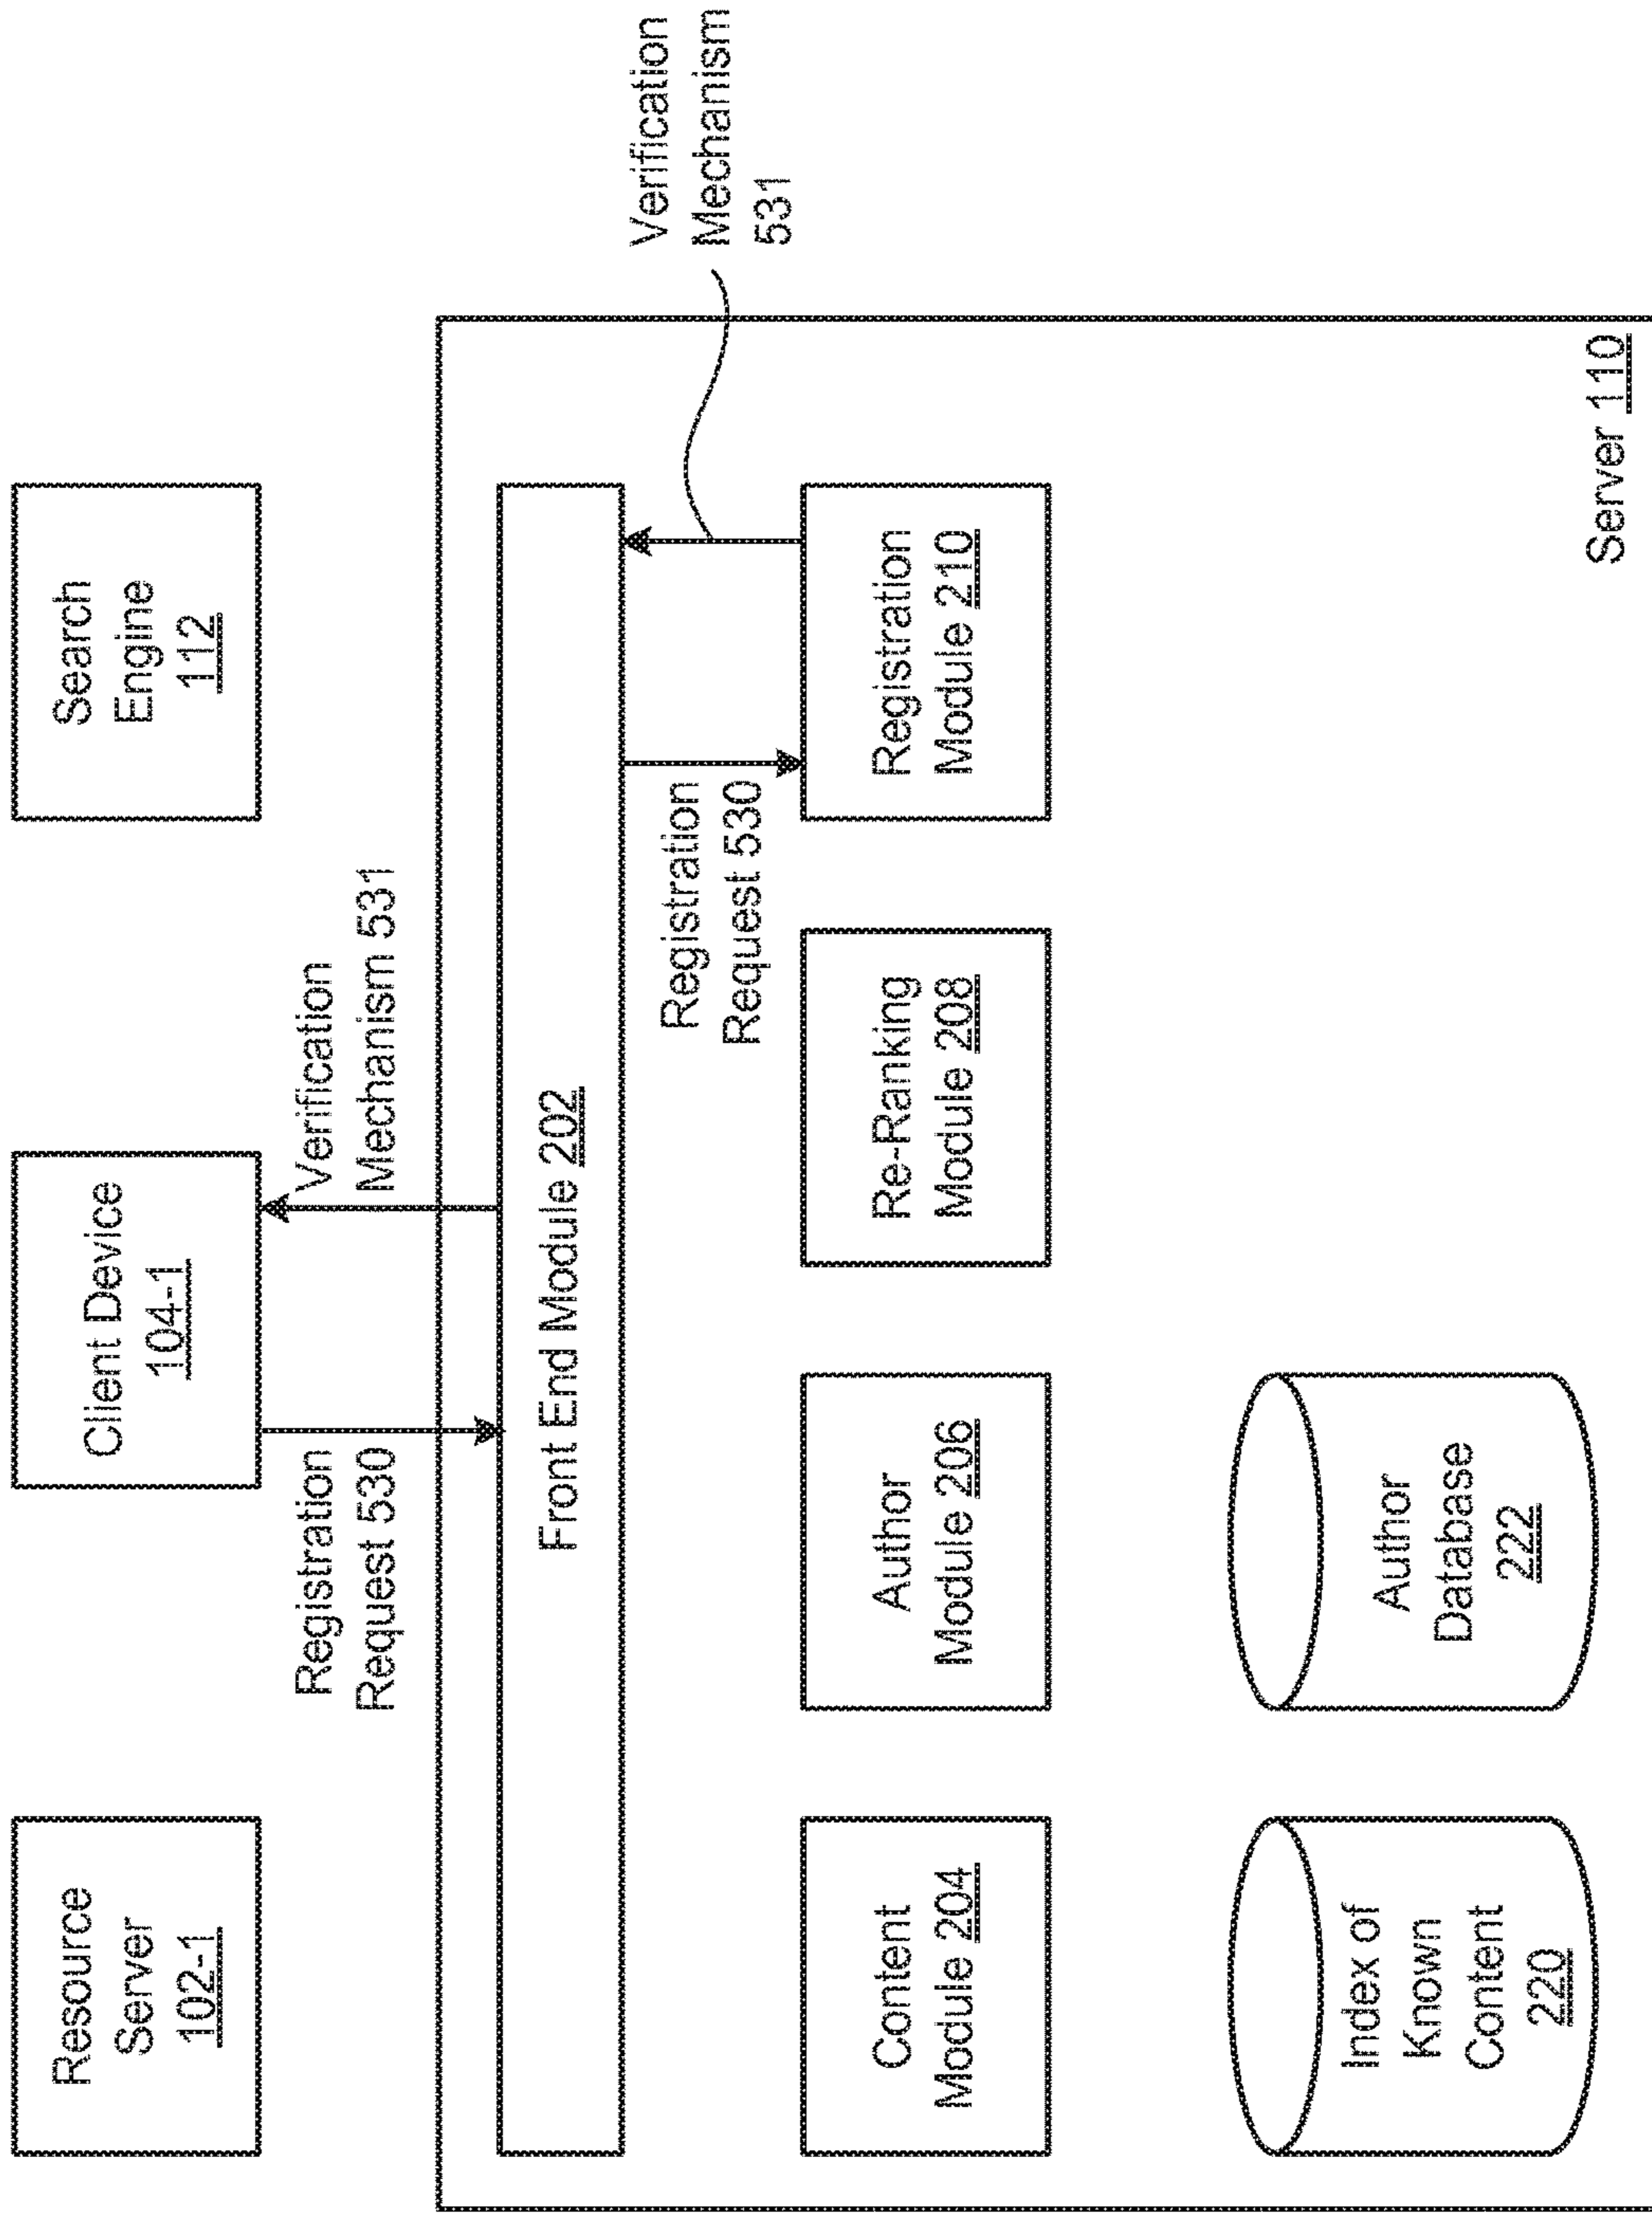 Resource
Server
102-1
Client Device
104-1
Search
Engine
112
Registration
Request 530
Verification
Mechanism 531
Front End Module 202
Registration
Request 530
Verification
Mechanism
531
Content
Module 204
Author
Module 206
Re-Ranking
Module 208
Registration
Module 210
Index of
Known
Content
220
Author
Database
222
Server 110